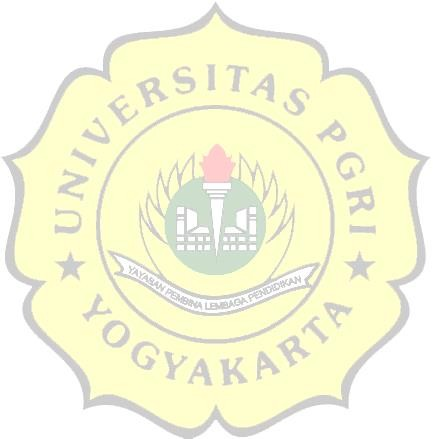 UNIVERSITAS PGRI
YAYASAN PEMBINA LEMBAGA PENDIDIKAN
YOGYAKARTA